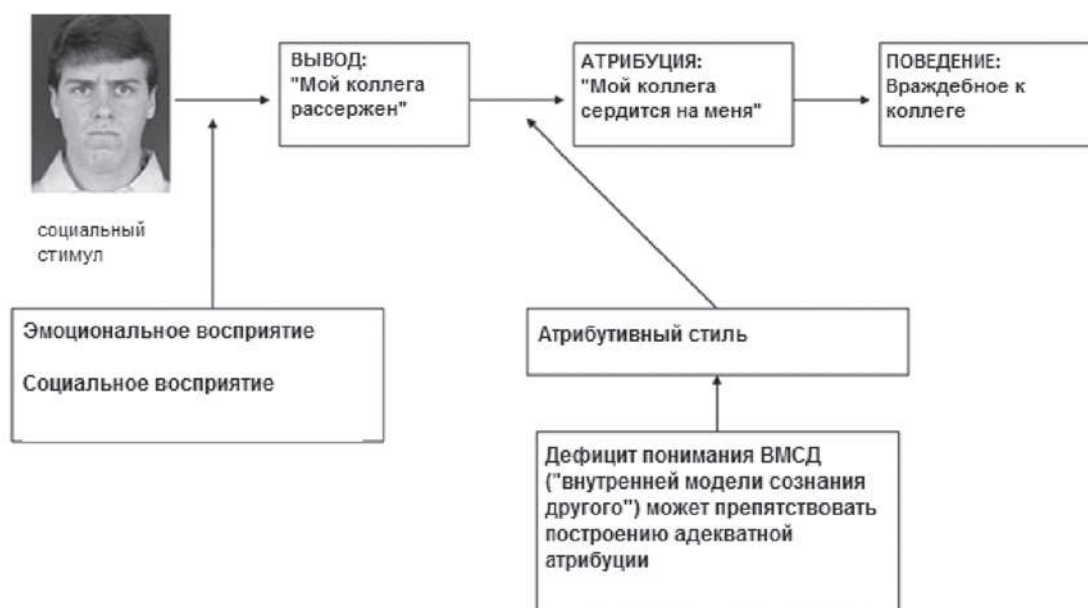 ВЫВОД:
"Мой коллега
рассержен"
АТРИБУЦИЯ:
"Мой коллега
сердится на меня"
ПОВЕДЕНИЕ:
Враждебное к
коллеге
социальный
стимул
Эмоциональное восприятие
Социальное восприятие
Атрибутивный стиль
Дефицит понимания ВМСД
("внутренней модели сознания
другого") может препятствовать
построению адекватной
атрибуции